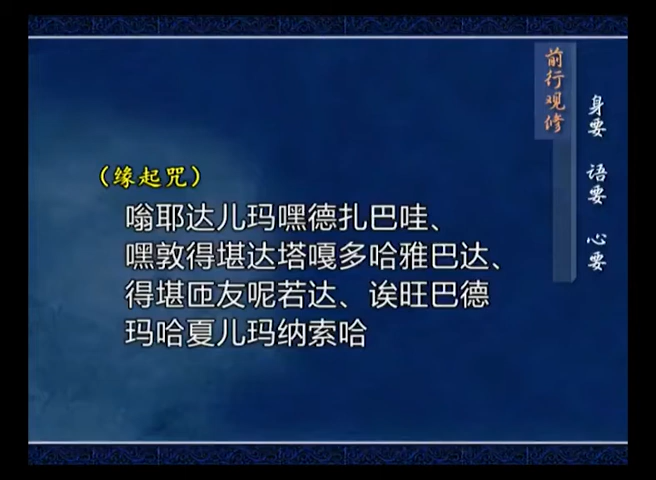 前行观修
身要 语要 心要
（缘起咒）
嗡耶达儿玛嘿德扎巴哇、
嘿敦得堪达塔嘎多哈雅巴达、
得堪匝友呢若达、诶旺巴德
玛哈夏儿玛纳索哈